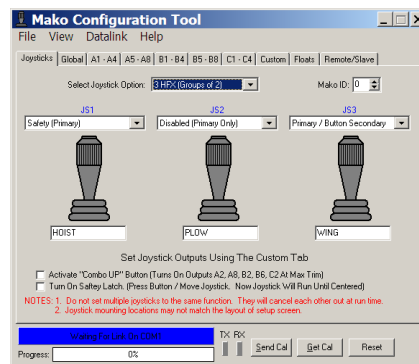 Mako Configuration Tool
File View Datalink Help
Joysticks Global A1 - A4 A5 - A8 B1 - B4 B5 - B8 C1 - C4 Custom Floats Remote/Slave
Select Joystick Option: 3 HFX (Groups of 2) Mako ID: 0
JS1 JS2 JS3
Safety (Primary) Disabled (Primary Only) Primary / Button Secondary
HOIST PLOW WING
Set Joystick Outputs Using The Custom Tab
Activate "Combo UP" Button (Turns On Outputs A2, A8, B2, B6, C2 At Max Trim)
Turn On Saftey Latch. (Press Button / Move Joystick. Now Joystick Will Run Until Centered)
NOTES: 1. Do not set multiple joysticks to the same function. They will cancel each other out at run time.
2. Joystick mounting locations may not match the layout of setup screen.
Waiting For Link On COM1
TX RX
Send Cal Get Cal Reset
Progress: 0%